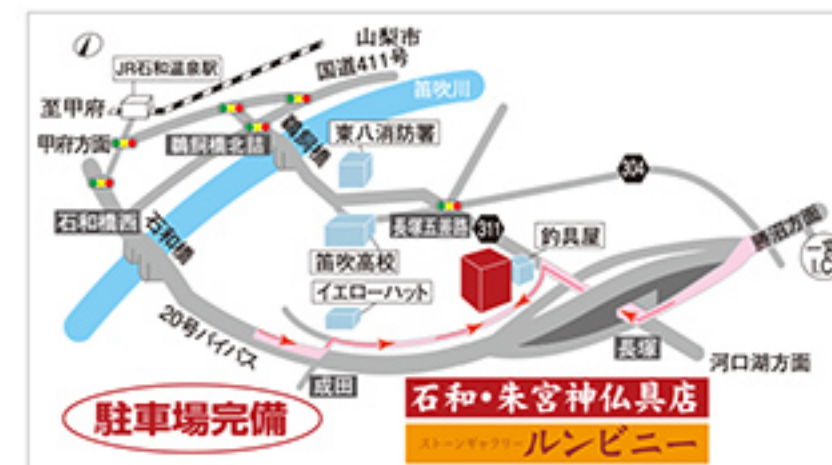 山梨市
国道411号
JR石和温泉駅
至甲府
甲府方面
笛吹川
鵜飼橋北詰
鵜飼橋
東八消防署
304
石和橋西
石和橋
長塚五差路
311
釣具屋
勝沼方面
一宮
I.C
笛吹高校
イエローハット
20号バイパス
成田
長塚
河口湖方面
駐車場完備
石和・朱宮神仏具店
ストーンギャラリー ルンビニー